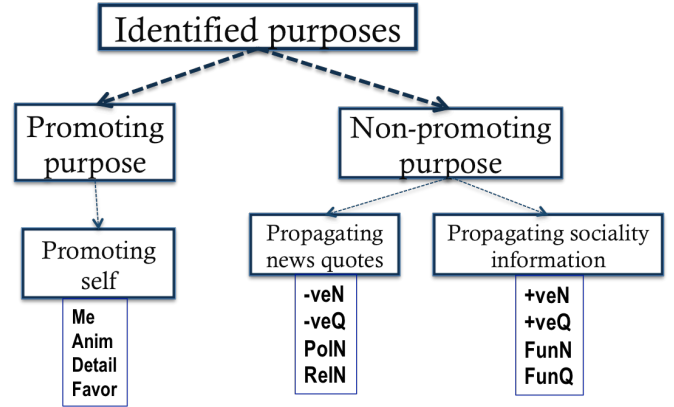 Identified purposes
Promoting
purpose
Non-promoting
purpose
Promoting
self
Me
Anim
Detail
Favor
Propagating
news quotes
-veN
-veQ
PolN
RelN
Propagating sociality
information
+veN
+veQ
FunN
FunQ